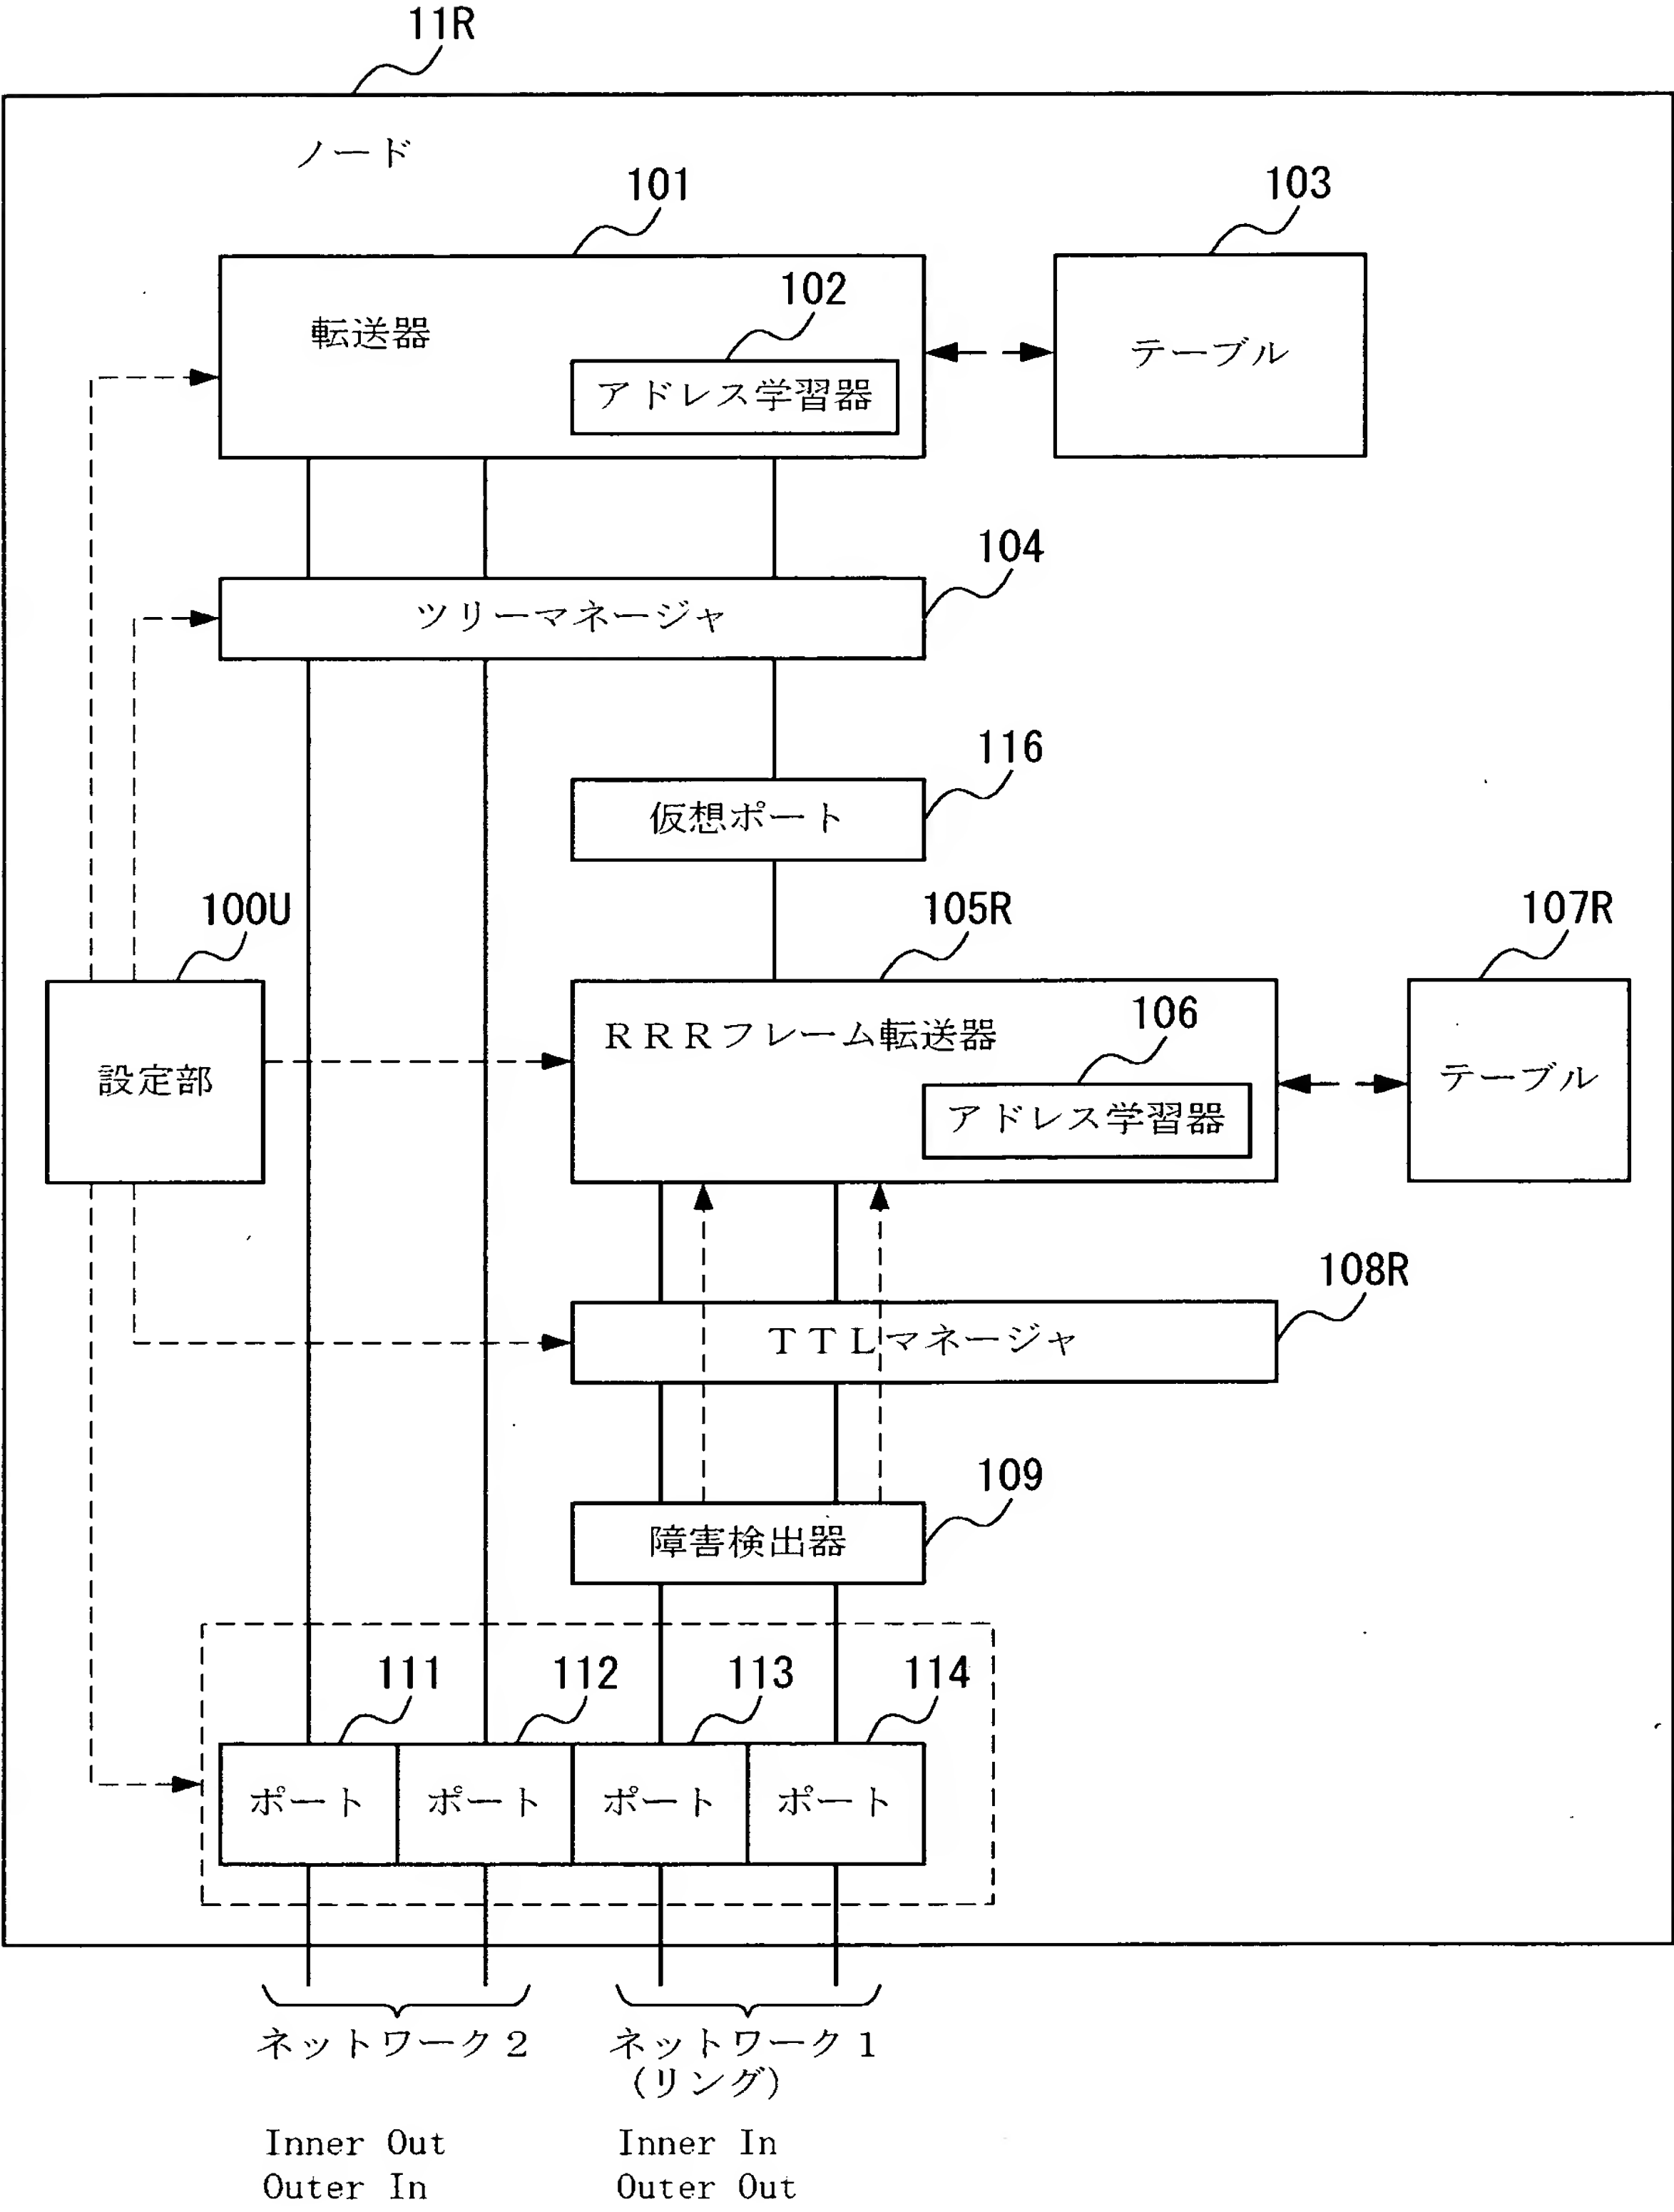 11R
ノード
101
103
102
転送器
テーブル
アドレス学習器
104
ツリーマネージャ
116
仮想ポート
100U
105R
107R
106
RRRフレーム転送器
設定部
テーブル
アドレス学習器
108R
TTLマネージャ
109
障害検出器
111
112
113
114
ポート
ポート
ポート
ポート
ネットワーク2
ネットワーク1
(リング)
Inner Out
Inner In
Outer In
Outer Out